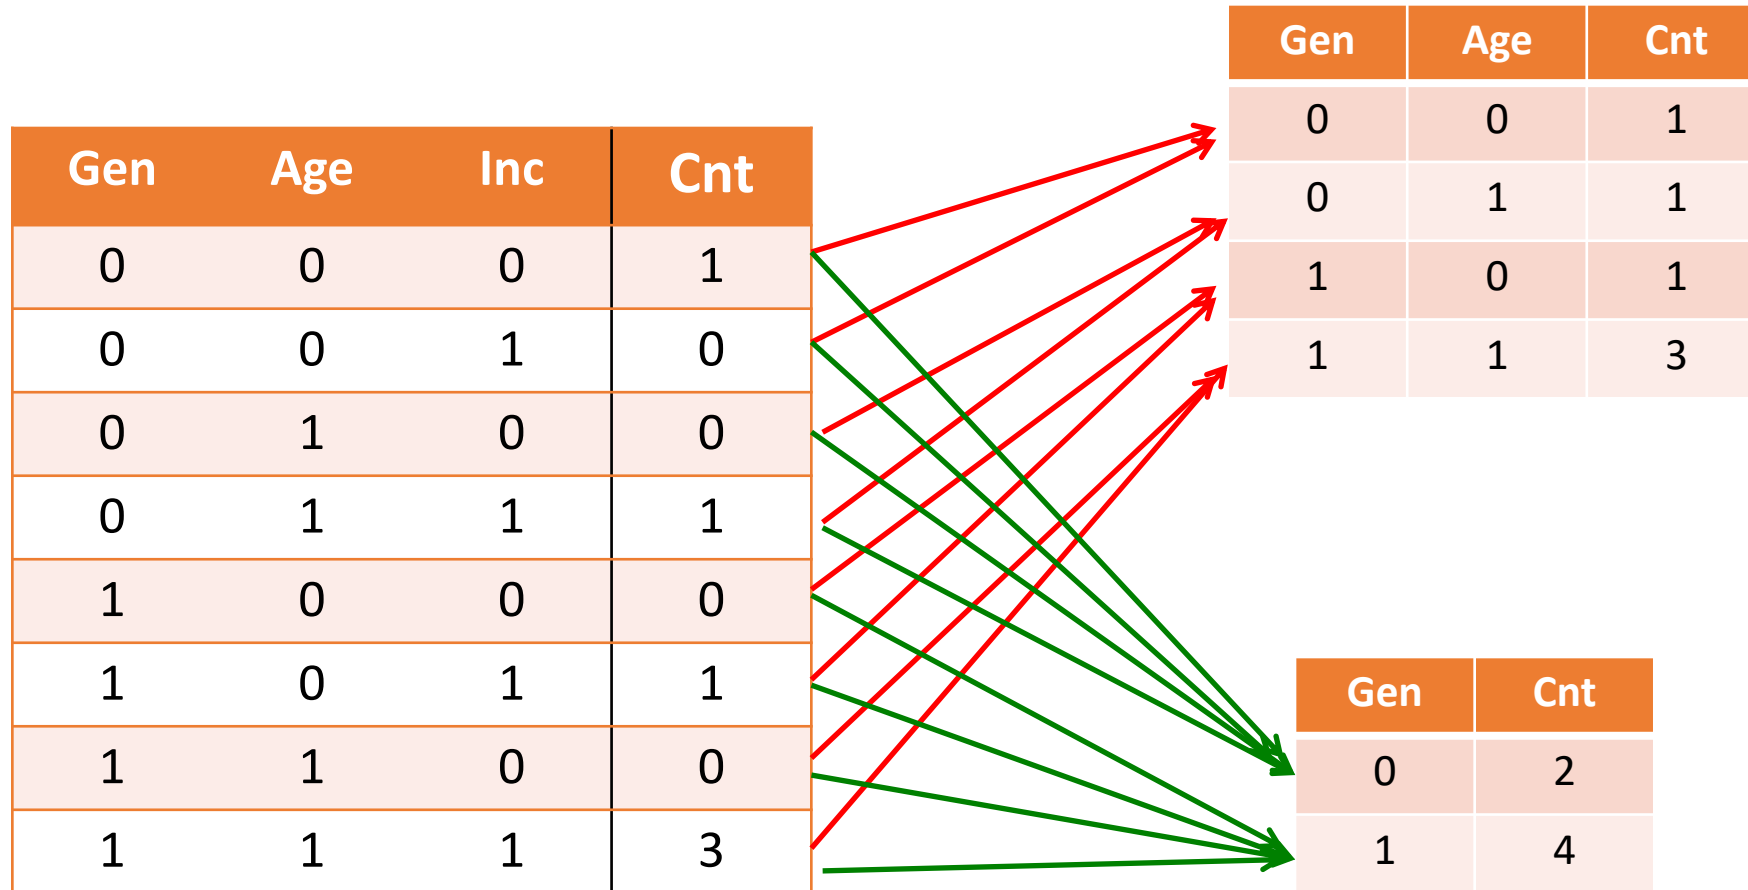 Gen Age Inc Cnt
0 0 0 1
0 0 1 0
0 1 0 0
0 1 1 1
1 0 0 0
1 0 1 1
1 1 0 0
1 1 1 3
Gen Age Cnt
0 0 1
0 1 1
1 0 1
1 1 3
Gen Cnt
0 2
1 4